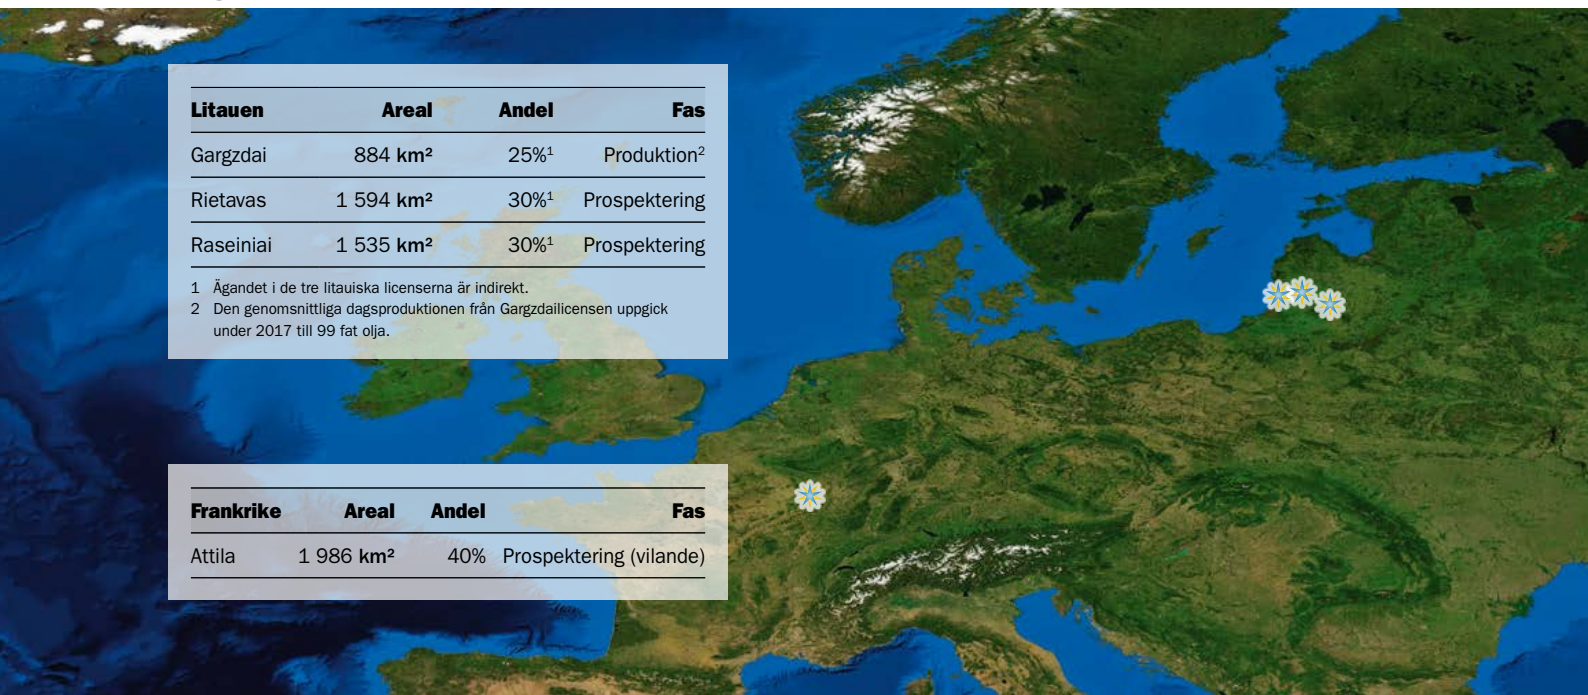 Litauen Areal Andel Fas
Gargzdai 884 km² 25%¹ Produktion²
Rietavas 1 594 km² 30%¹ Prospektering
Raseiniai 1 535 km² 30%¹ Prospektering
1 Ägandet i de tre litauiska licenserna är indirekt.
2 Den genomsnittliga dagsproduktionen från Gargzdailicensen uppgick
under 2017 till 99 fat olja.
Frankrike Areal Andel Fas
Attila 1 986 km² 40% Prospektering (vilande)